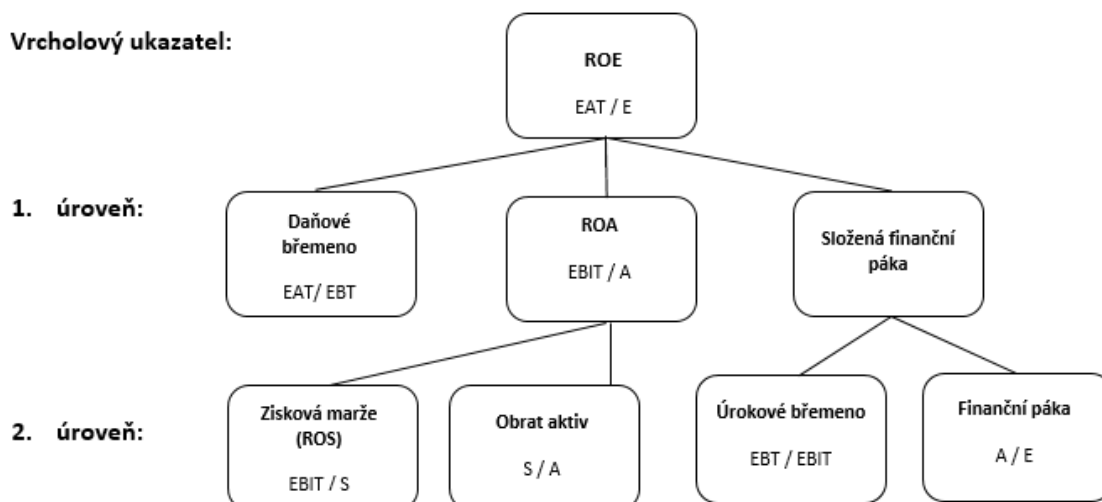 Vrcholový ukazatel:
ROE
EAT / E
1. úroveň:
Daňové
břemeno
EAT/ EBT
ROA
EBIT / A
Složená finanční
páka
2. úroveň:
Zisková marže
(ROS)
EBIT / S
Obrat aktiv
S / A
Úrokové břemeno
EBT / EBIT
Finanční páka
A / E